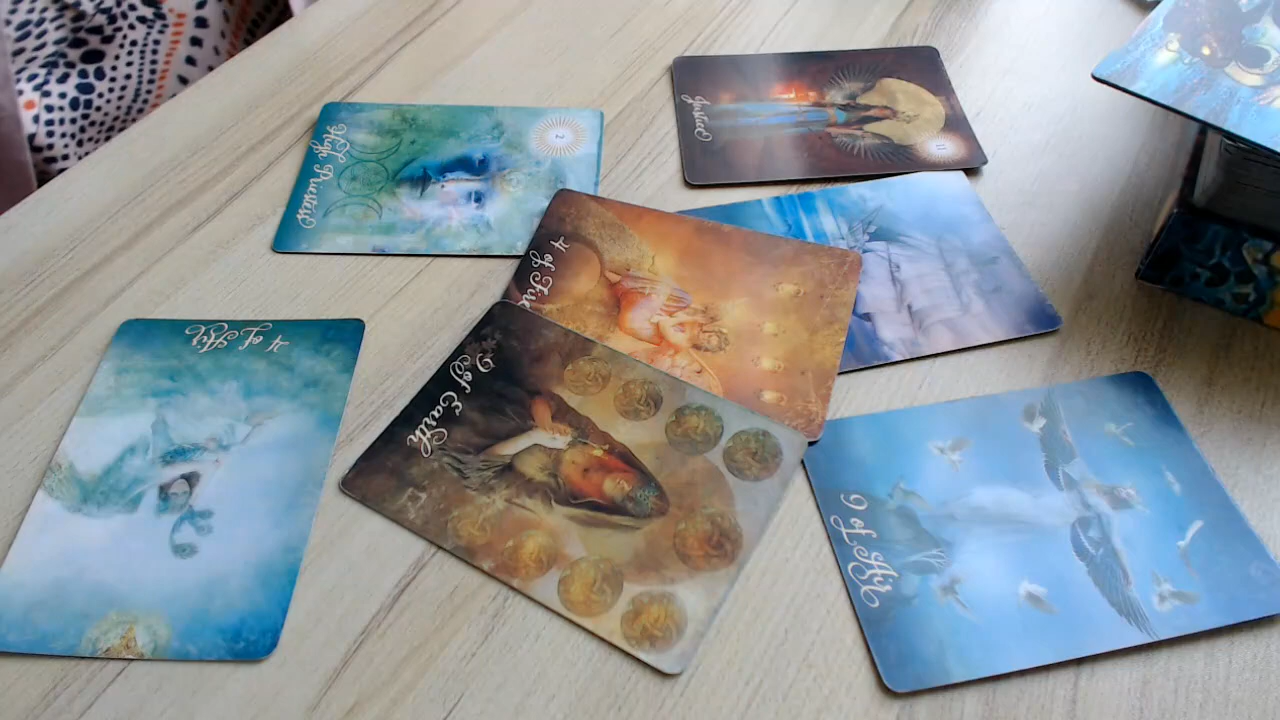 High Priestess
2
Justice
11
4 of Fire
4 of Air
9 of Earth
9 of Air